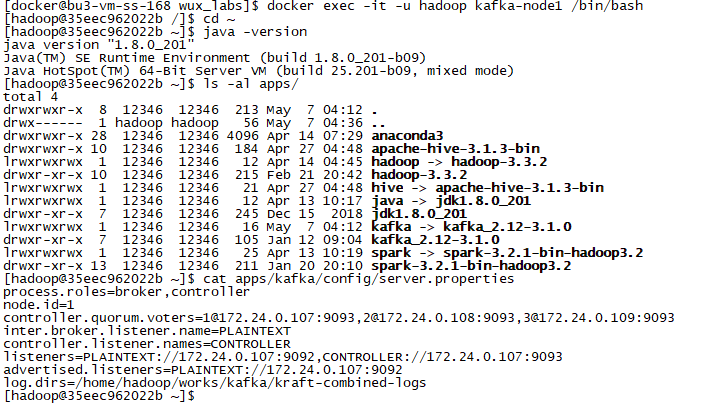 [docker@bu3-vm-ss-168 wux_labs]$ docker exec -it -u hadoop kafka-node1 /bin/bash
[hadoop@35eec962022b /]$ cd ~
[hadoop@35eec962022b ~]$ java -version
java version "1.8.0_201"
Java(TM) SE Runtime Environment (build 1.8.0_201-b09)
Java HotSpot(TM) 64-Bit Server VM (build 25.201-b09, mixed mode)
[hadoop@35eec962022b ~]$ ls -al apps/
total 4
drwxrwxr-x  8  12346  12346  213 May  7 04:12 .
drwx------  1 hadoop hadoop   56 May  7 04:36 ..
drwxrwxr-x 28  12346  12346 4096 Apr 14 07:29 anaconda3
drwxrwxr-x 10  12346  12346  184 Apr 27 04:48 apache-hive-3.1.3-bin
lrwxrwxrwx  1  12346  12346   12 Apr 14 04:45 hadoop -> hadoop-3.3.2
drwxr-xr-x 10  12346  12346  215 Feb 21 20:42 hadoop-3.3.2
lrwxrwxrwx  1  12346  12346   21 Apr 27 04:48 hive -> apache-hive-3.1.3-bin
lrwxrwxrwx  1  12346  12346   12 Apr 13 10:17 java -> jdk1.8.0_201
drwxr-xr-x  7  12346  12346  245 Dec 15  2018 jdk1.8.0_201
lrwxrwxrwx  1  12346  12346   16 May  7 04:12 kafka -> kafka_2.12-3.1.0
drwxr-xr-x  7  12346  12346  105 Jan 12 09:04 kafka_2.12-3.1.0
lrwxrwxrwx  1  12346  12346   25 Apr 13 10:19 spark -> spark-3.2.1-bin-hadoop3.2
drwxr-xr-x 13  12346  12346  211 Jan 20 20:10 spark-3.2.1-bin-hadoop3.2
[hadoop@35eec962022b ~]$ cat apps/kafka/config/server.properties
process.roles=broker,controller
node.id=1
controller.quorum.voters=1@172.24.0.107:9093,2@172.24.0.108:9093,3@172.24.0.109:9093
inter.broker.listener.name=PLAINTEXT
controller.listener.names=CONTROLLER
listeners=PLAINTEXT://172.24.0.107:9092,CONTROLLER://172.24.0.107:9093
advertised.listeners=PLAINTEXT://172.24.0.107:9092
log.dirs=/home/hadoop/works/kafka/kraft-combined-logs
[hadoop@35eec962022b ~]$